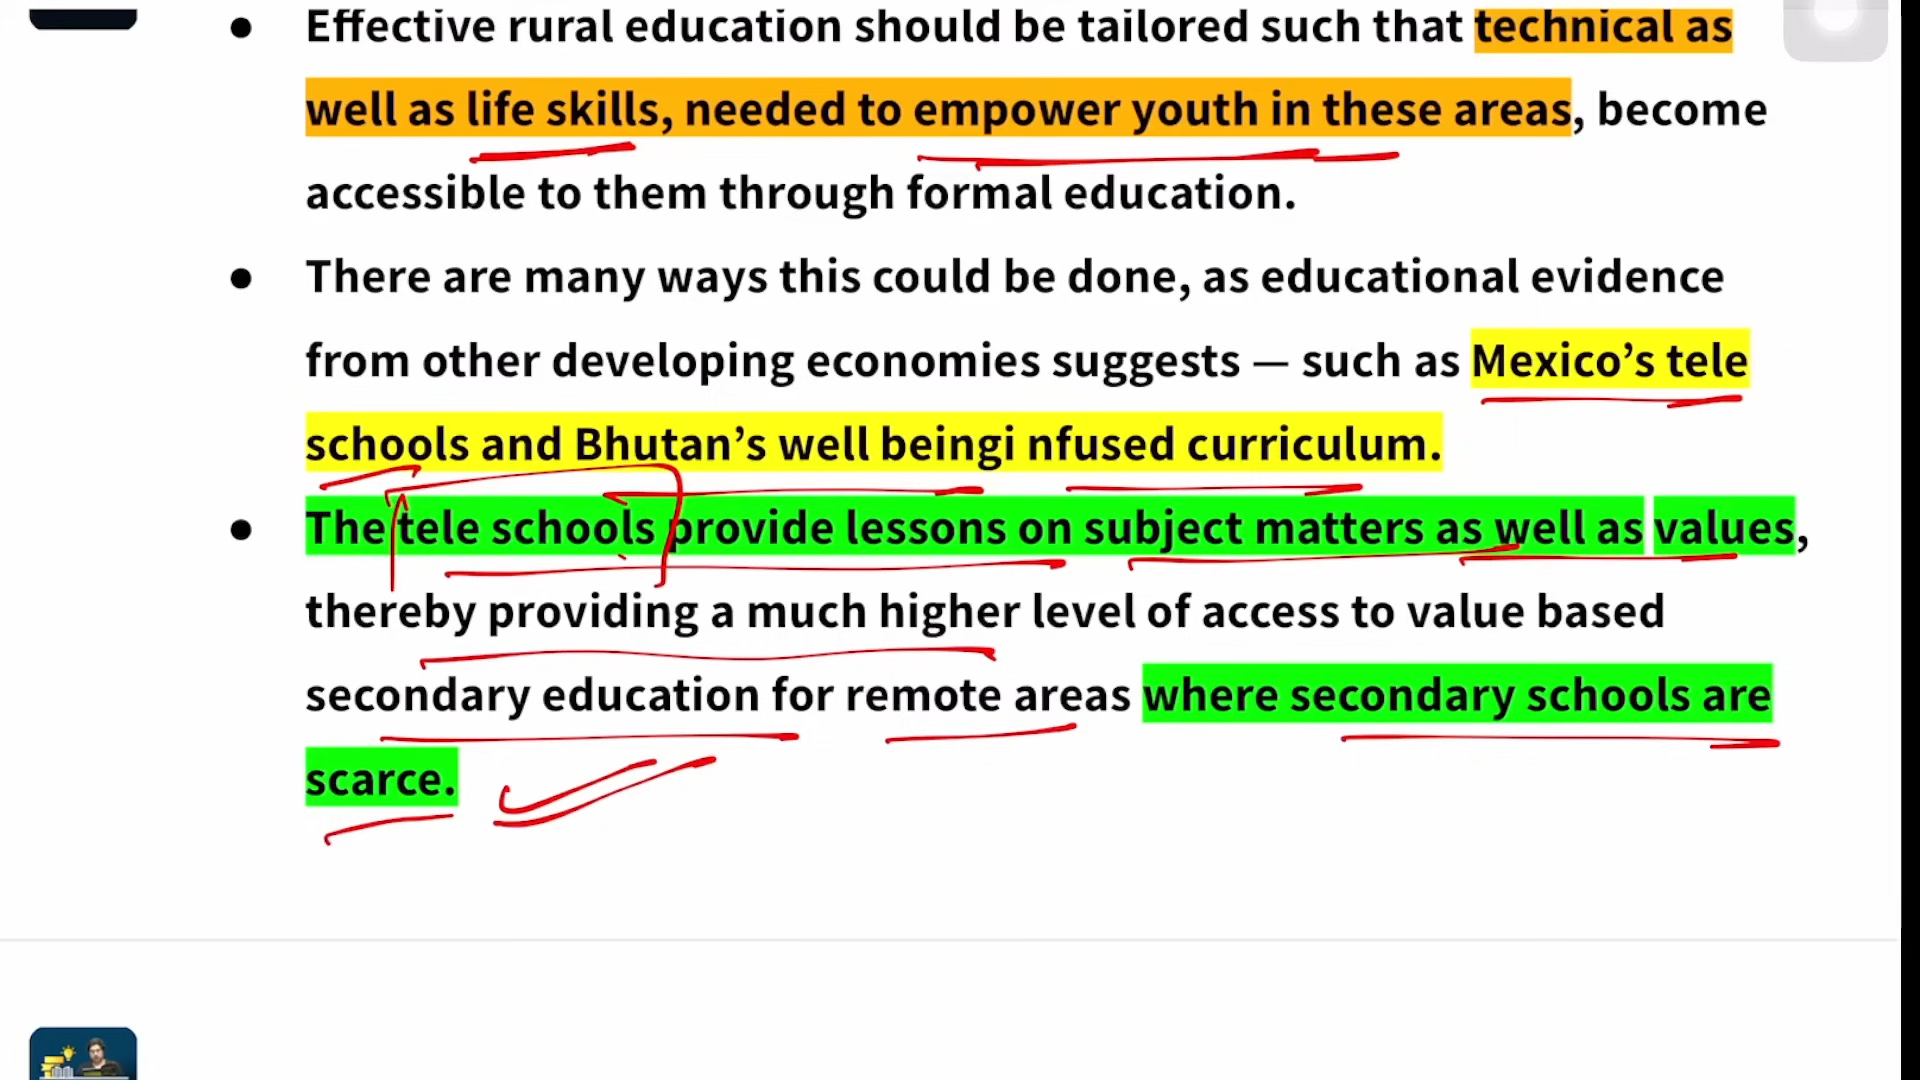 ● Effective rural education should be tailored such that technical as
well as life skills, needed to empower youth in these areas, become
accessible to them through formal education.
● There are many ways this could be done, as educational evidence
from other developing economies suggests — such as Mexico’s tele
schools and Bhutan’s well beingi nfused curriculum.
● The tele schools provide lessons on subject matters as well as values,
thereby providing a much higher level of access to value based
secondary education for remote areas where secondary schools are
scarce.